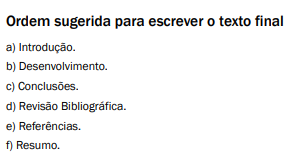 Ordem sugerida para escrever o texto final
a) Introdução.
b) Desenvolvimento.
c) Conclusões.
d) Revisão Bibliográfica.
e) Referências.
f) Resumo.